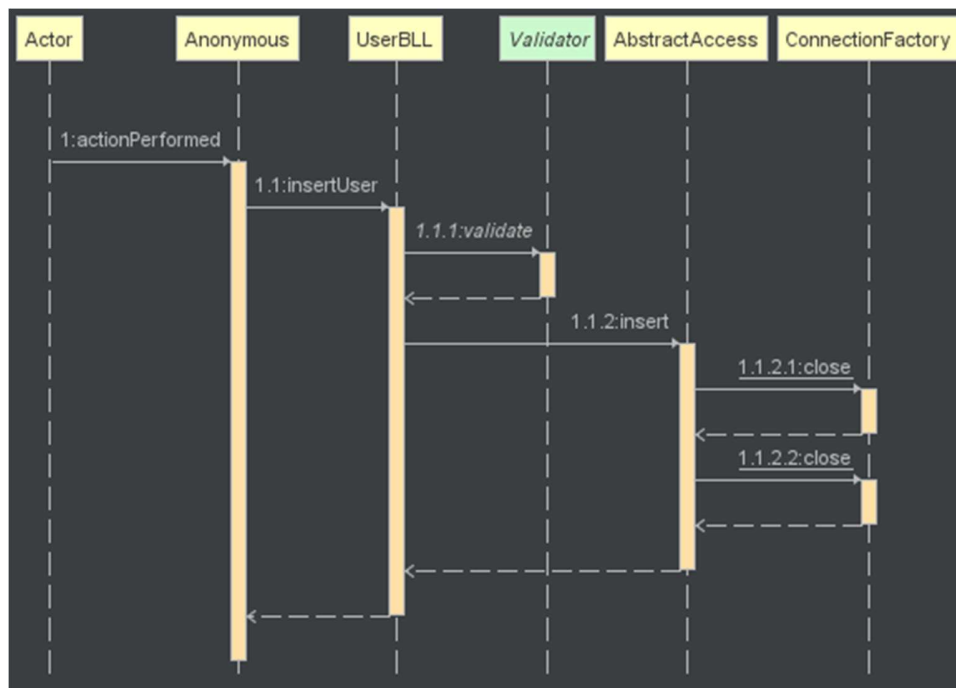 Actor
Anonymous
UserBLL
Validator
AbstractAccess
ConnectionFactory
1:actionPerformed
1.1:insertUser
1.1.1:validate
1.1.2:insert
1.1.2.1:close
1.1.2.2:close